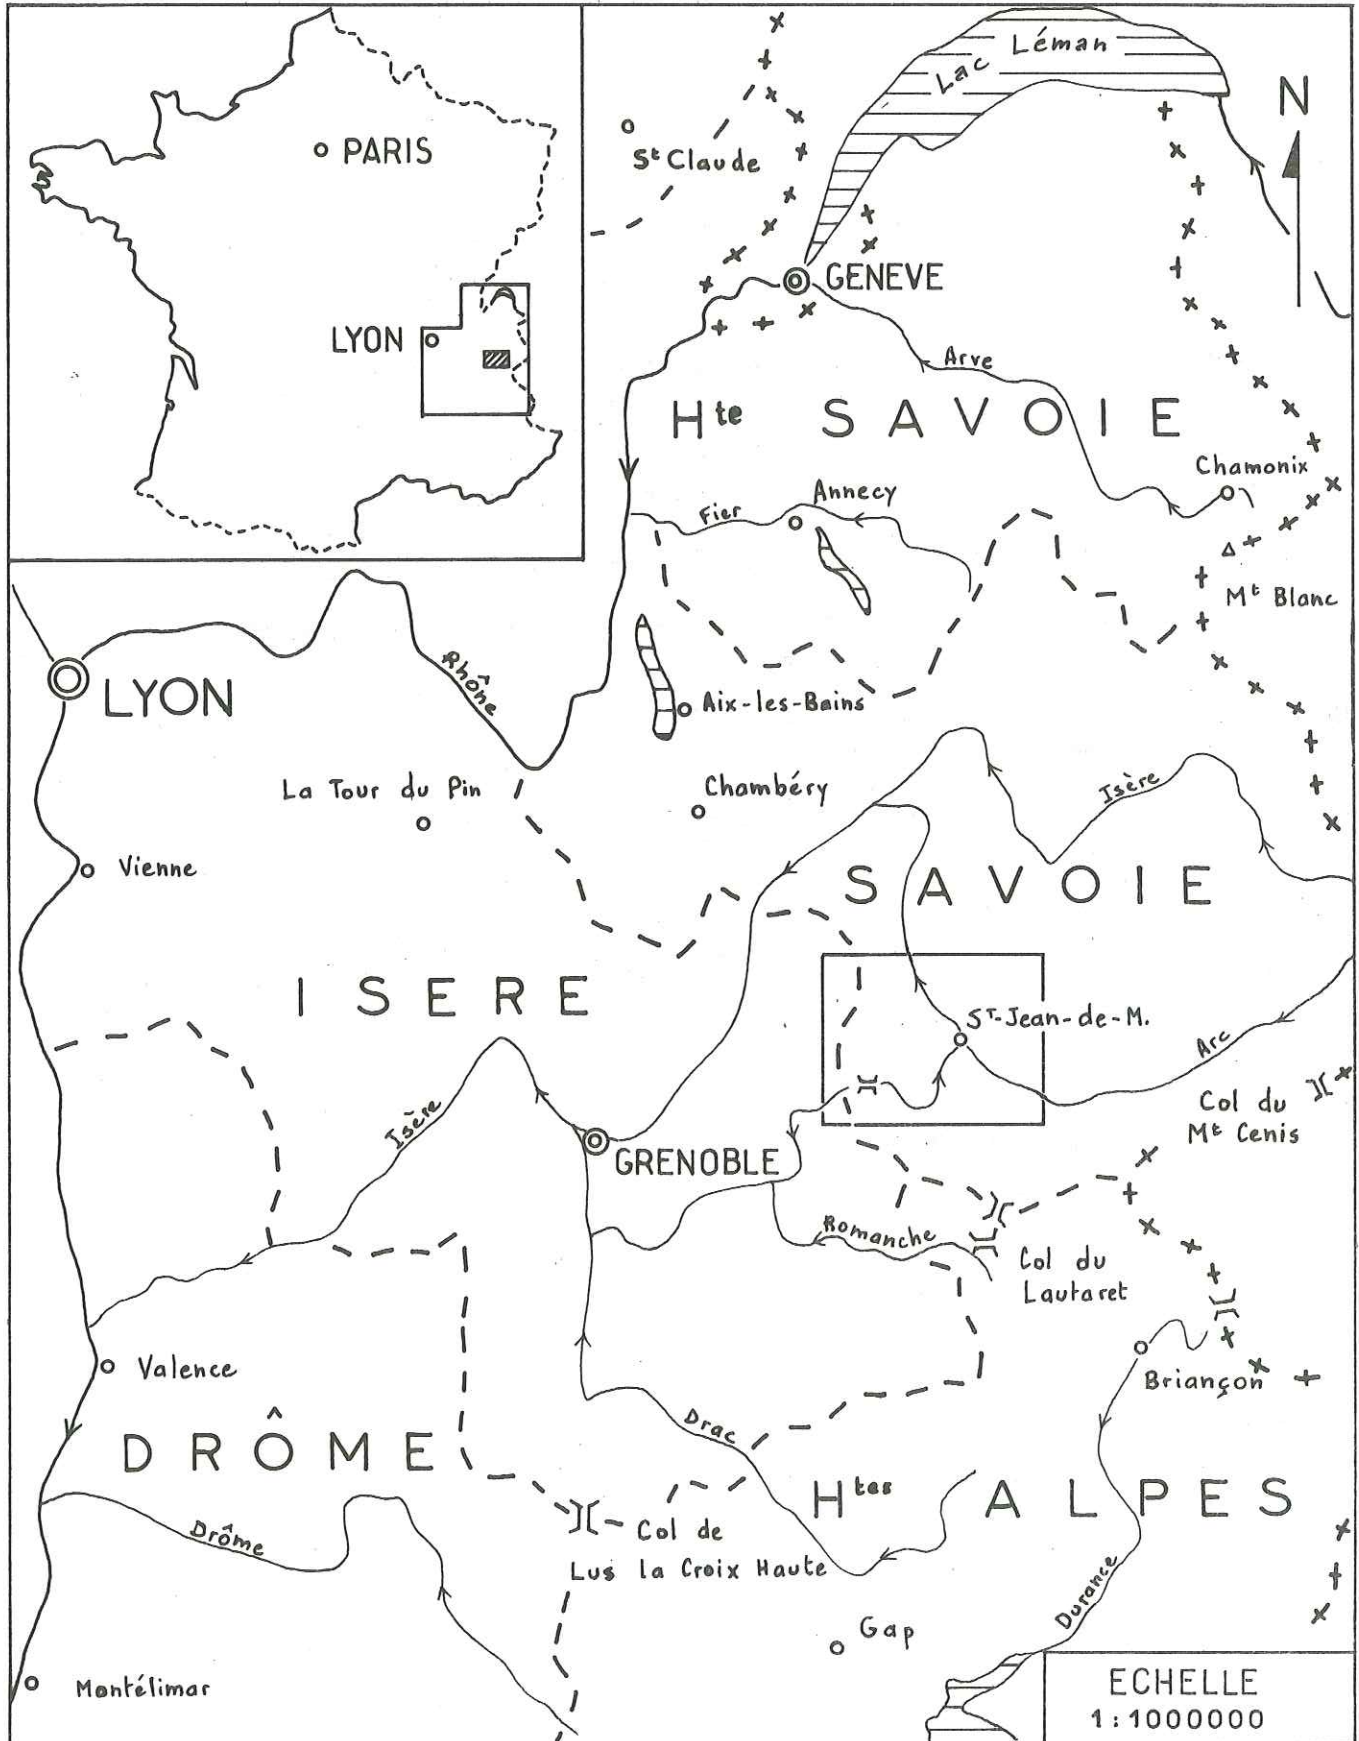 PARIS
LYON
Lac Léman
N
St Claude
GENEVE
Arve
Hte SAVOIE
Chamonix
Annecy
Fier
Mt Blanc
LYON
Rhône
Aix-les-Bains
La Tour du Pin
Chambéry
Isère
Vienne
SAVOIE
ISERE
ST-Jean-de-M.
Arc
Col du
Mt Cenis
Isère
GRENOBLE
Romanche
Col du
Lautaret
Valence
Briançon
Drac
DRÔME
Htes ALPES
Drôme
Col de
Lus la Croix Haute
Durance
Gap
Montélimar
ECHELLE
1:1000000